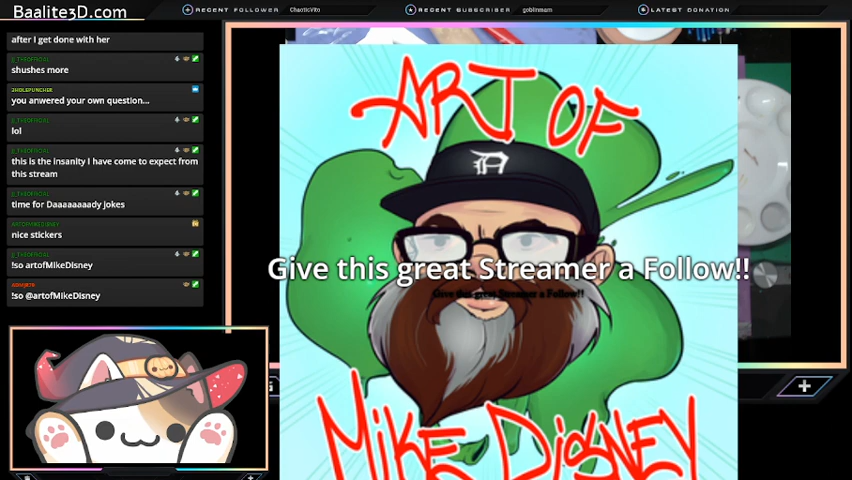 Baalite3D.com
RECENT FOLLOWER
ChaoticVito
RECENT SUBSCRIBER
goblinmam
LATEST DONATION
after I get done with her
shushes more
2HOLEPUNCHER
you anwered your own question...
lol
this is the insanity I have come to expect from
this stream
time for Daaaaaaaady jokes
ARTOFMIKEDISNEY
nice stickers
!so artofMikeDisney
!so @artofMikeDisney
ART OF
D
Give this great Streamer a Follow!!
Give this great Streamer a Follow!!
MIKE DISNEY